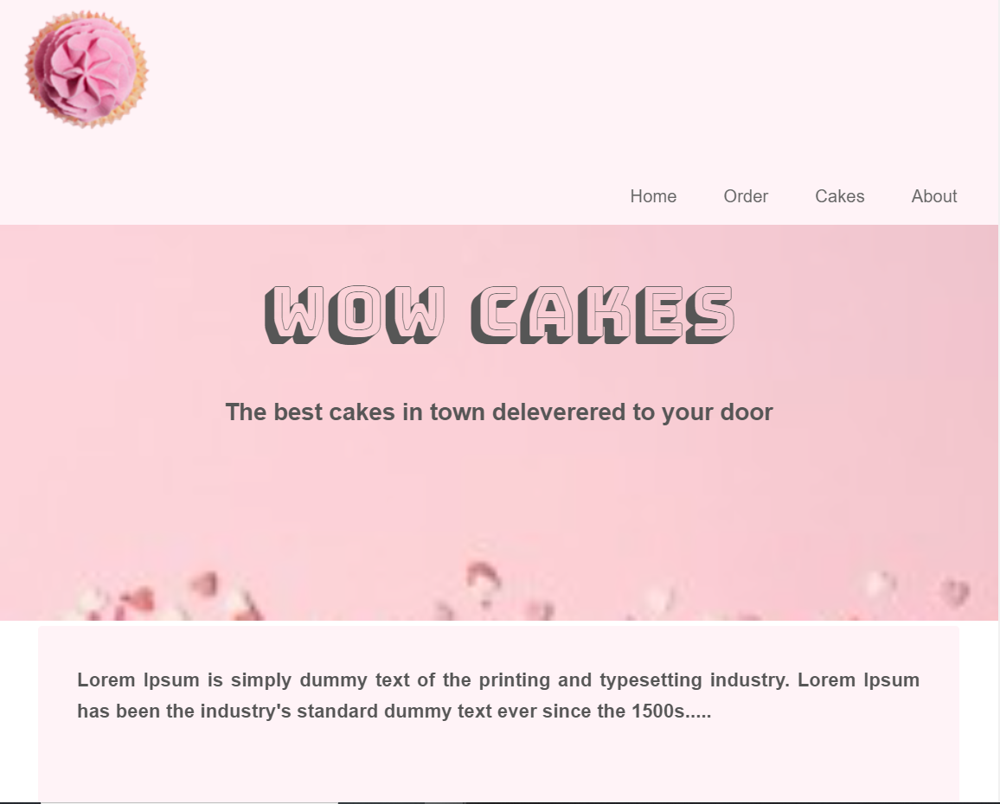 Home Order Cakes About
WOW CAKES
The best cakes in town deleverered to your door
Lorem Ipsum is simply dummy text of the printing and typesetting industry. Lorem Ipsum
has been the industry's standard dummy text ever since the 1500s.....